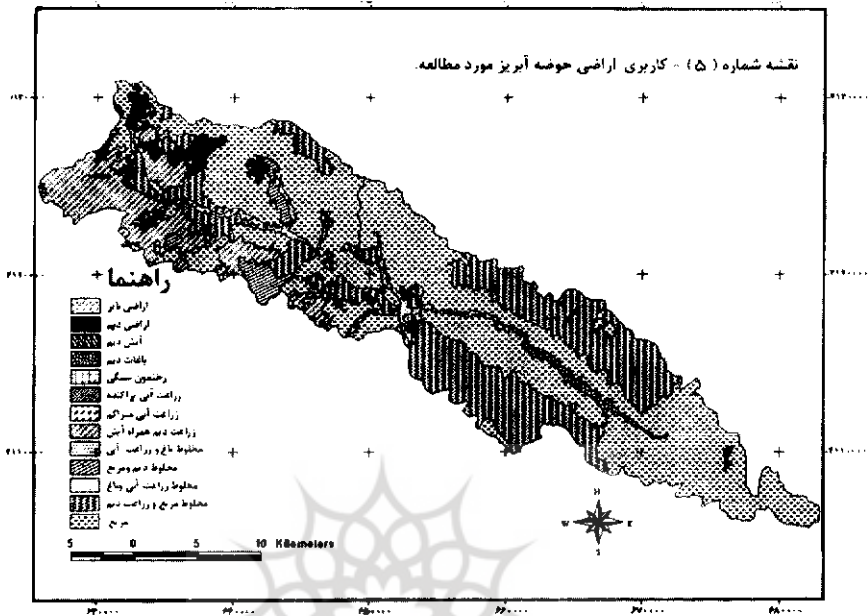 نقشه شماره (۵) - کاربری اراضی حوضه آبریز مورد مطالعه.
راهنما
اراضی بایر
اراضی دیم
آیش دیم
باغات دیم
رخنمون سنگی
زراعت آبی پراکنده
زراعت آبی متراکم
زراعت دیم همراه آیش
مخلوط باغ و زراعت آبی
مخلوط دیم ومرتع
مخلوط زراعت آبی وباغ
مخلوط مرتع و زراعت دیم
مرتع
N
W E
S
5 0 5 10 Kilometers